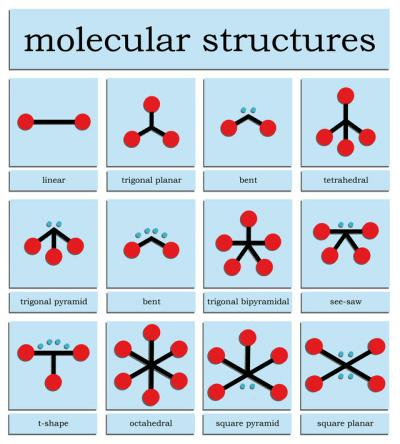 molecular structures
linear
trigonal planar
bent
tetrahedral
trigonal pyramid
bent
trigonal bipyramidal
see-saw
t-shape
octahedral
square pyramid
square planar